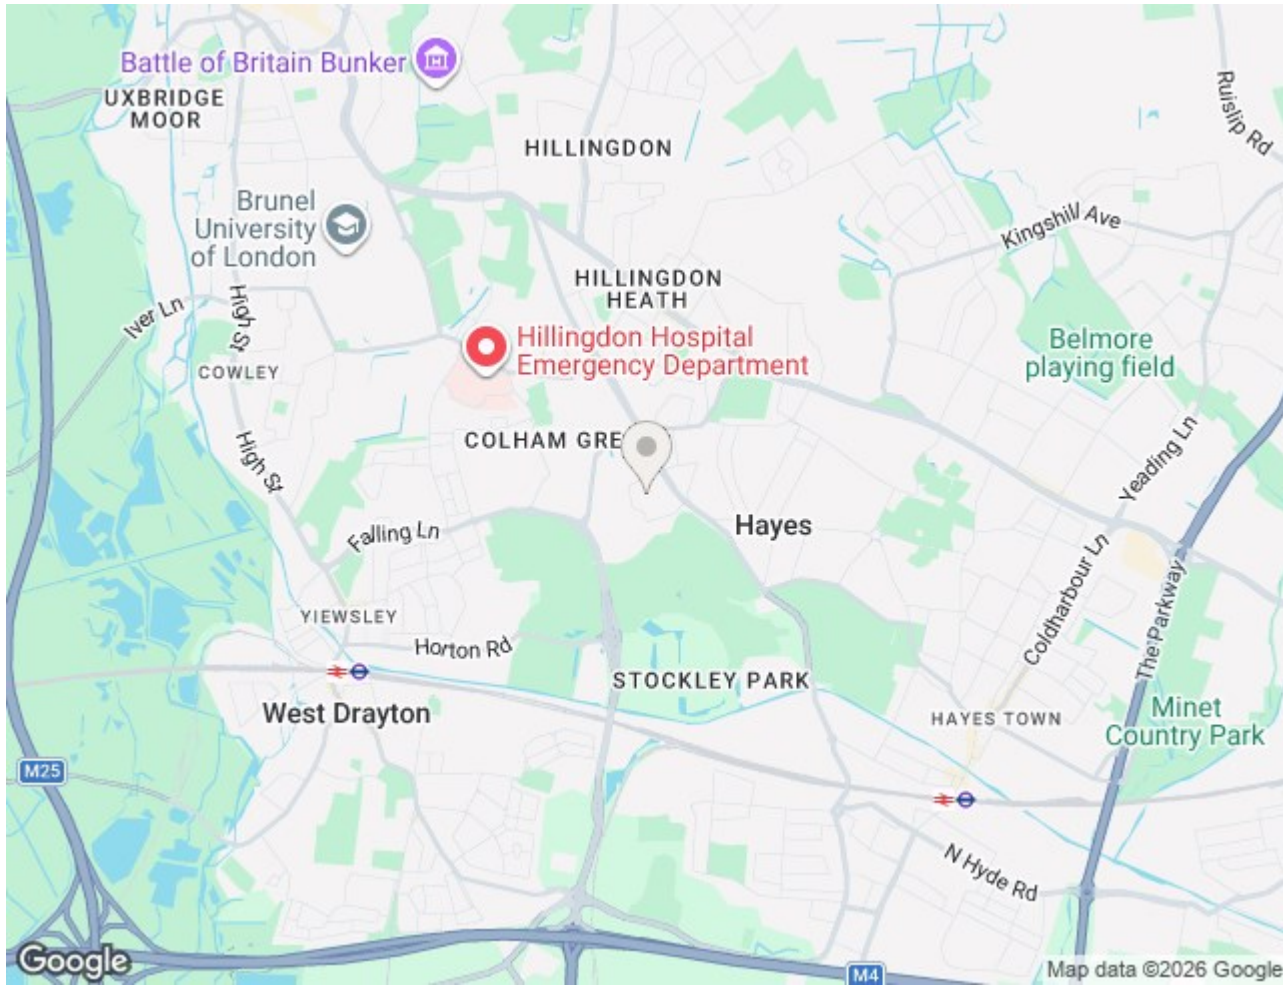 Battle of Britain Bunker
UXBRIDGE
MOOR
Ruislip Rd
HILLINGDON
Brunel
University
of London
Kingshill Ave
HILLINGDON
HEATH
Iver Ln
High St
Hillingdon Hospital
Emergency Department
Belmore
playing field
COWLEY
COLHAM GRE
High St
Yeading Ln
Falling Ln
Hayes
Coldharbour Ln
The Parkway
YIEWSLEY
Horton Rd
STOCKLEY PARK
West Drayton
HAYES TOWN
Minet
Country Park
M25
N Hyde Rd
Google
M4
Map data ©2026 Google